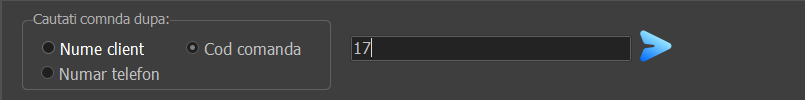 Cautati comnda dupa:
Nume client Cod comanda 17
Numar telefon